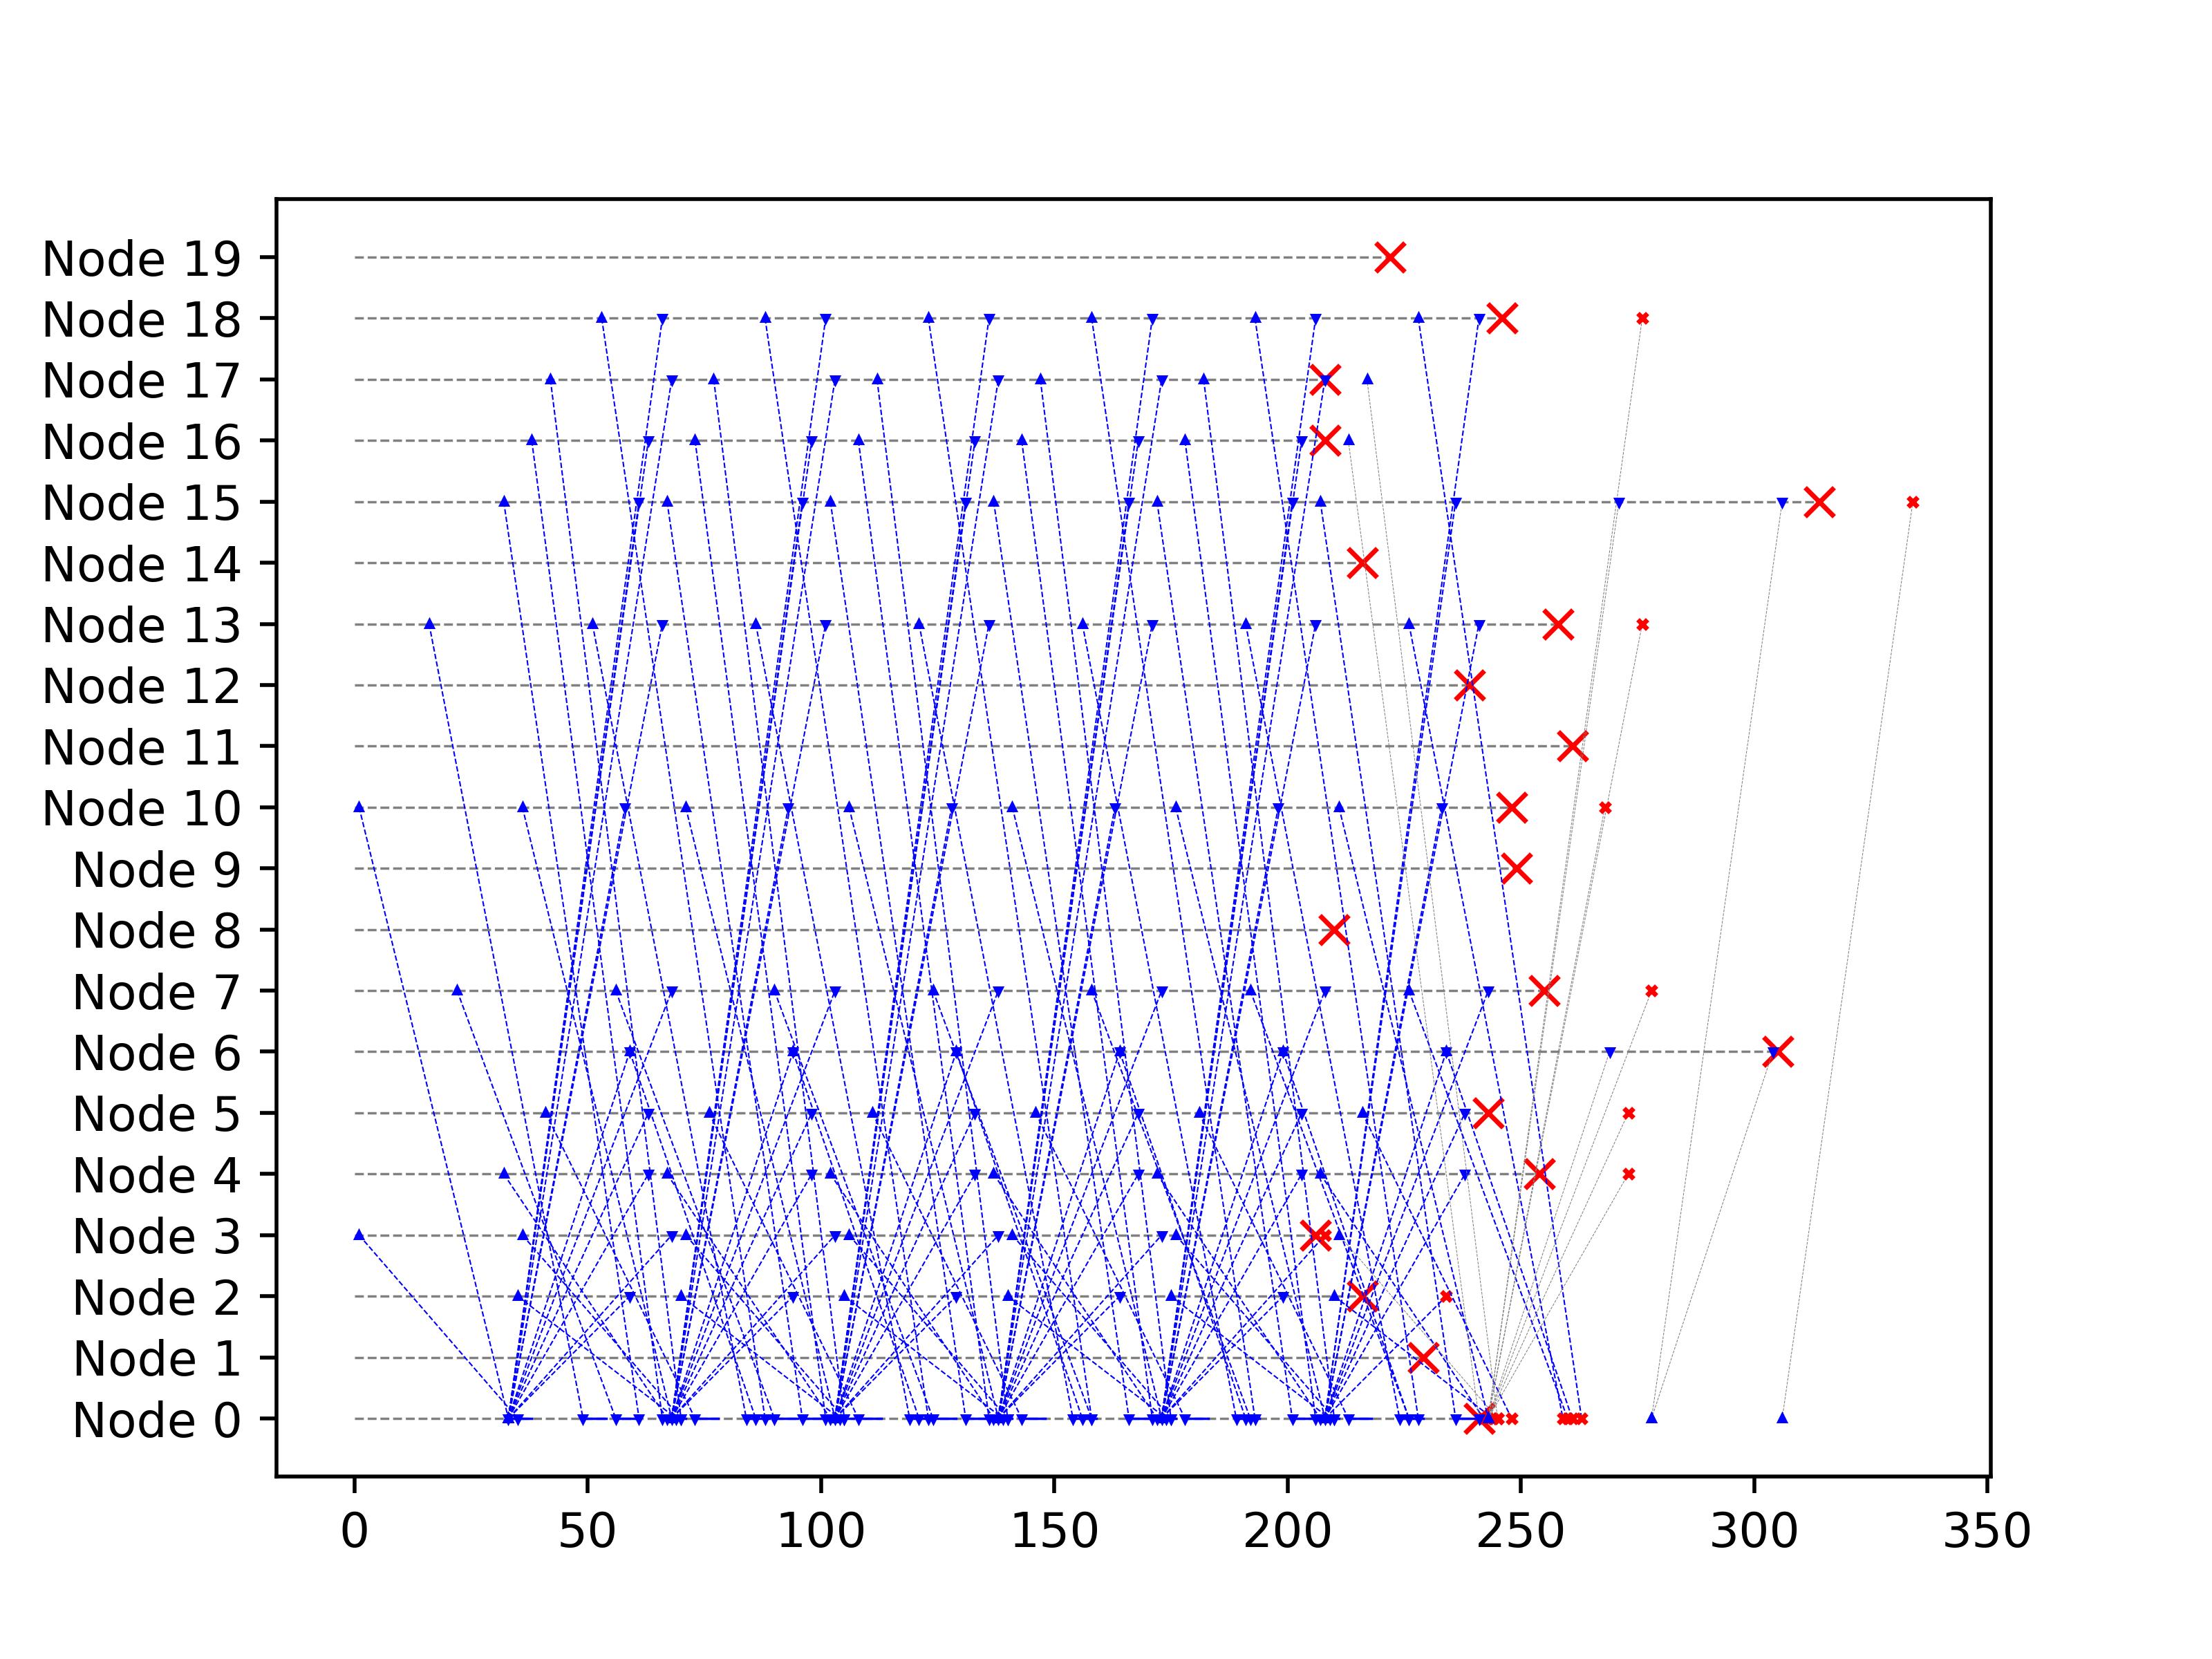 Node 19
Node 18
Node 17
Node 16
Node 15
Node 14
Node 13
Node 12
Node 11
Node 10
Node 9
Node 8
Node 7
Node 6
Node 5
Node 4
Node 3
Node 2
Node 1
Node 0
0 50 100 150 200 250 300 350